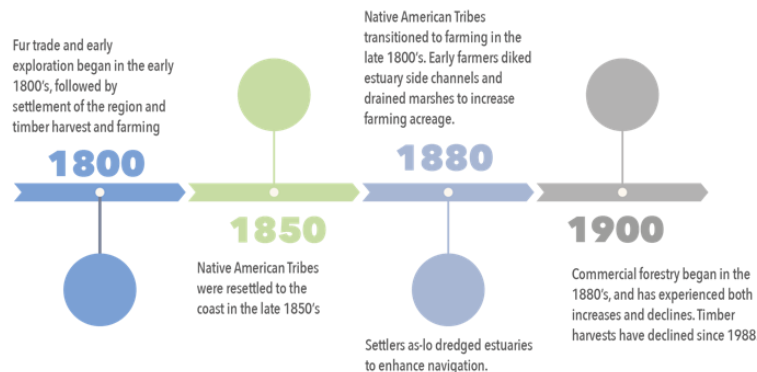 Fur trade and early
exploration began in the early
1800's, followed by
settlement of the region and
timber harvest and farming
1800
1850
Native American Tribes
were resettled to the
coast in the late 1850's
Native American Tribes
transitioned to farming in the
late 1800's. Early farmers diked
estuary side channels and
drained marshes to increase
farming acreage.
1880
Settlers as-lo dredged estuaries
to enhance navigation.
1900
Commercial forestry began in the
1880's, and has experienced both
increases and declines. Timber
harvests have declined since 1988